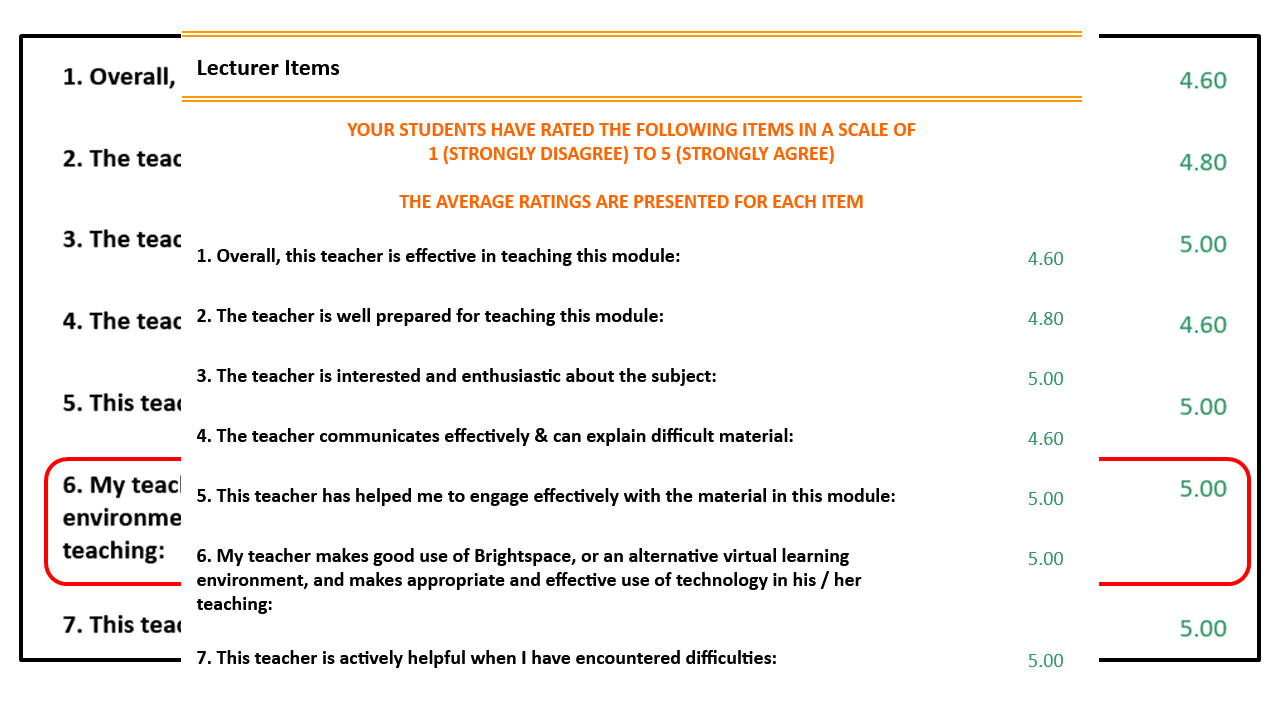 Lecturer Items
YOUR STUDENTS HAVE RATED THE FOLLOWING ITEMS IN A SCALE OF
1 (STRONGLY DISAGREE) TO 5 (STRONGLY AGREE)
THE AVERAGE RATINGS ARE PRESENTED FOR EACH ITEM
1. Overall, this teacher is effective in teaching this module: 4.60
2. The teacher is well prepared for teaching this module: 4.80
3. The teacher is interested and enthusiastic about the subject: 5.00
4. The teacher communicates effectively & can explain difficult material: 4.60
5. This teacher has helped me to engage effectively with the material in this module: 5.00
6. My teacher makes good use of Brightspace, or an alternative virtual learning 5.00
environment, and makes appropriate and effective use of technology in his / her
teaching:
7. This teacher is actively helpful when I have encountered difficulties: 5.00
1. Overall, 4.60
2. The 4.80
3. The 5.00
4. The 4.60
5. This 5.00
6. My 5.00
teaching:
7. This 5.00